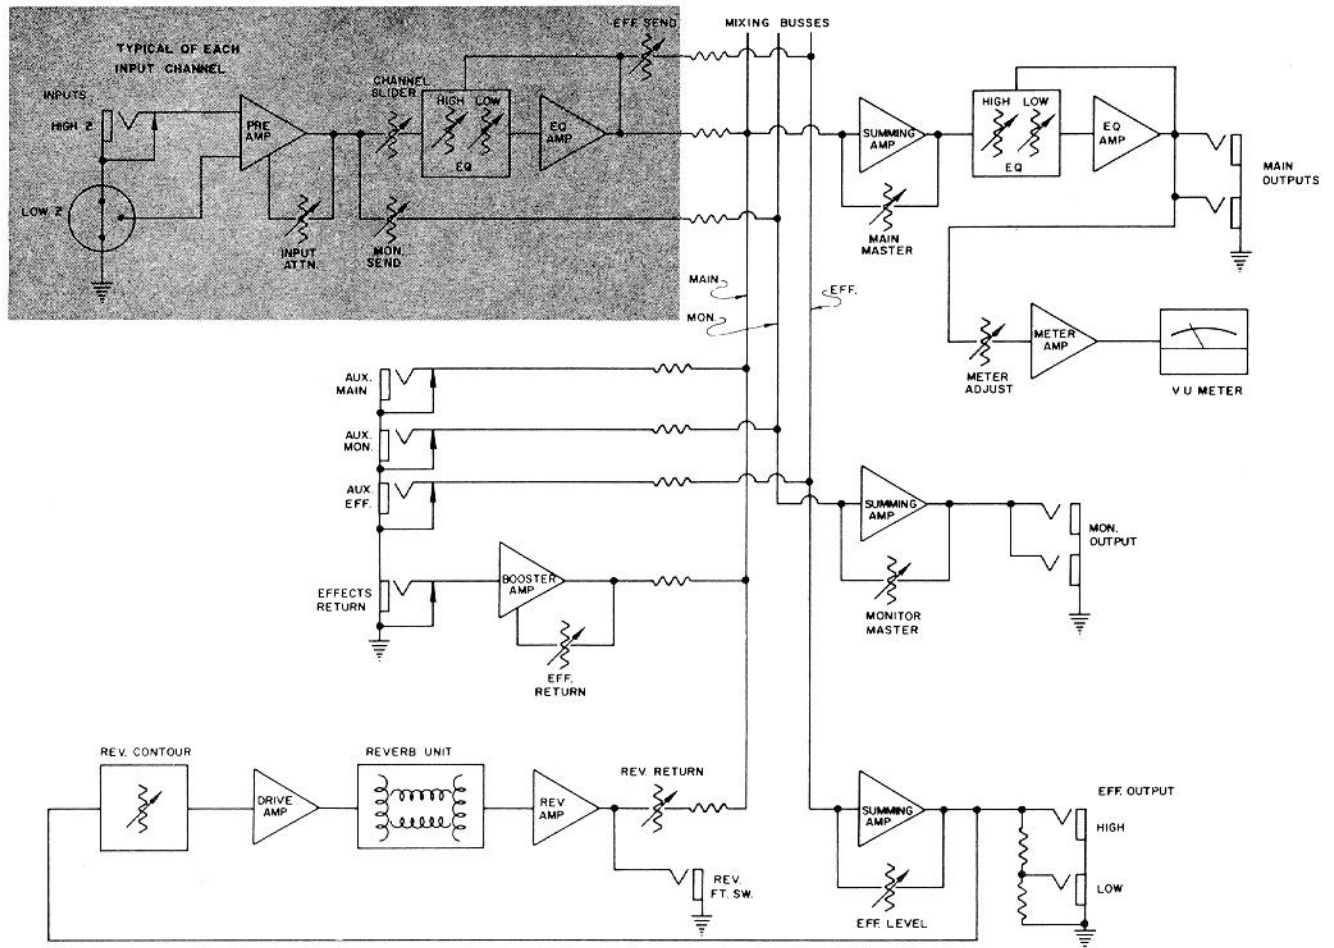 EFF. SEND
MIXING BUSSES
TYPICAL OF EACH
INPUT CHANNEL
INPUTS
HIGH Z
LOW Z
PRE
AMP
INPUT
ATTN.
CHANNEL
SLIDER
MON.
SEND
HIGH LOW
EQ
EQ
AMP
SUMMING
AMP
MAIN
MASTER
HIGH LOW
EQ
EQ
AMP
MAIN
OUTPUTS
MAIN
MON.
EFF.
METER
ADJUST
METER
AMP
VU METER
AUX.
MAIN
AUX.
MON.
AUX.
EFF.
EFFECTS
RETURN
BOOSTER
AMP
EFF.
RETURN
SUMMING
AMP
MONITOR
MASTER
MON.
OUTPUT
REV. CONTOUR
DRIVE
AMP
REVERB UNIT
REV
AMP
REV. RETURN
REV.
FT. SW.
SUMMING
AMP
EFF. LEVEL
EFF. OUTPUT
HIGH
LOW